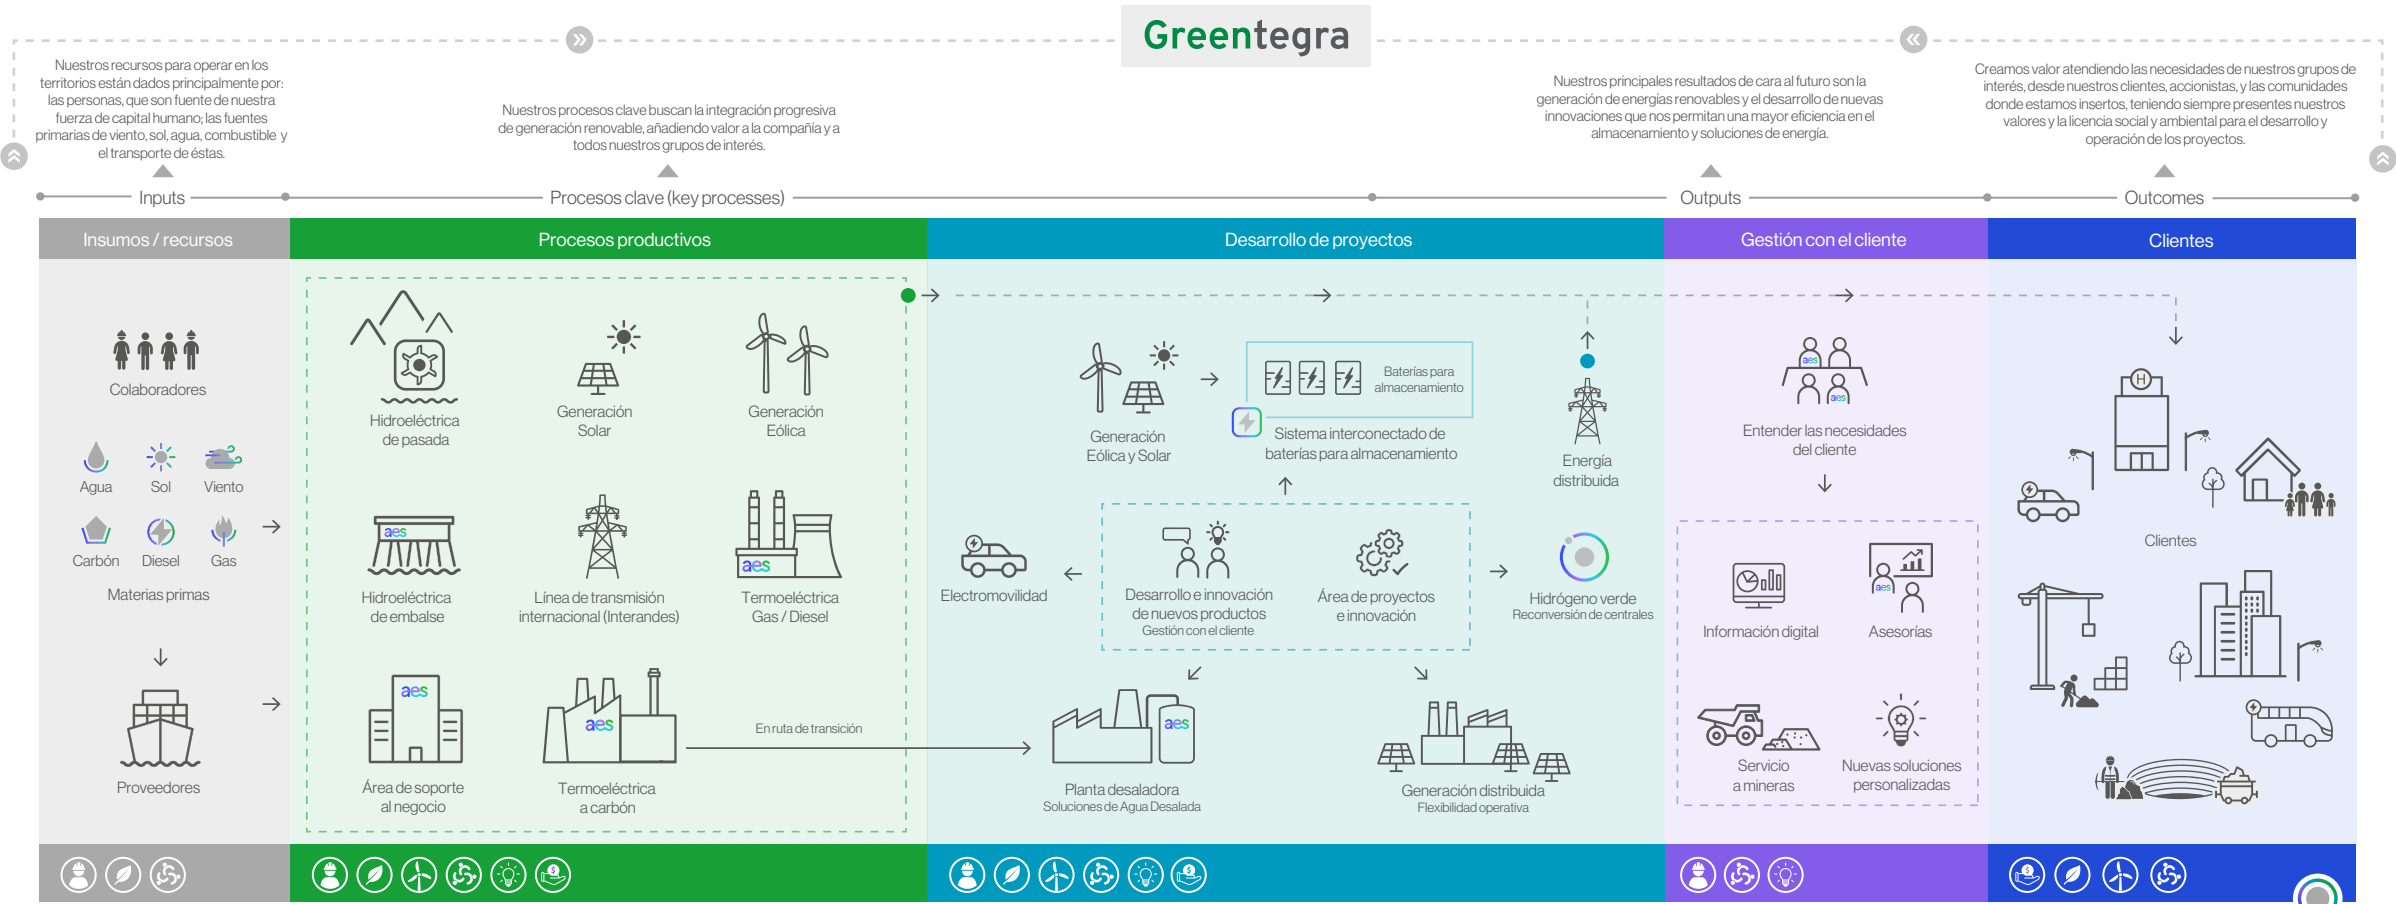 Greentegra
Nuestros recursos para operar en los
territorios están dados principalmente por:
las personas, que son fuente de nuestra
fuerza de capital humano; las fuentes
primarias de viento, sol, agua, combustible y
el transporte de éstas.
Nuestros procesos clave buscan la integración progresiva
de generación renovable, añadiendo valor a la compañía y a
todos nuestros grupos de interés.
Nuestros principales resultados de cara al futuro son la
generación de energías renovables y el desarrollo de nuevas
innovaciones que nos permitan una mayor eficiencia en el
almacenamiento y soluciones de energía.
Creamos valor atendiendo las necesidades de nuestros grupos de
interés, desde nuestros clientes, accionistas, y las comunidades
donde estamos insertos, teniendo siempre presentes nuestros
valores y la licencia social y ambiental para el desarrollo y
operación de los proyectos.
Inputs
Procesos clave (key processes)
Outputs
Outcomes
Insumos / recursos
Procesos productivos
Desarrollo de proyectos
Gestión con el cliente
Clientes
Colaboradores
Agua
Sol
Viento
Carbón
Diesel
Gas
Materias primas
Proveedores
Hidroeléctrica
de pasada
Generación
Solar
Generación
Eólica
aes
Hidroeléctrica
de embalse
Línea de transmisión
internacional (Interandes)
aes
Termoeléctrica
Gas / Diesel
aes
Área de soporte
al negocio
aes
Termoeléctrica
a carbón
En ruta de transición
Generación
Eólica y Solar
Baterías para
almacenamiento
Sistema interconectado de
baterías para almacenamiento
Energía
distribuida
Electromovilidad
Desarrollo e innovación
de nuevos productos
Gestión con el cliente
Área de proyectos
e innovación
Hidrógeno verde
Reconversión de centrales
aes
Planta desaladora
Soluciones de Agua Desalada
Generación distribuida
Flexibilidad operativa
aes
aes
Entender las necesidades
del cliente
Información digital
aes
Asesorías
Servicio
a mineras
Nuevas soluciones
personalizadas
H
Clientes
$
$
$